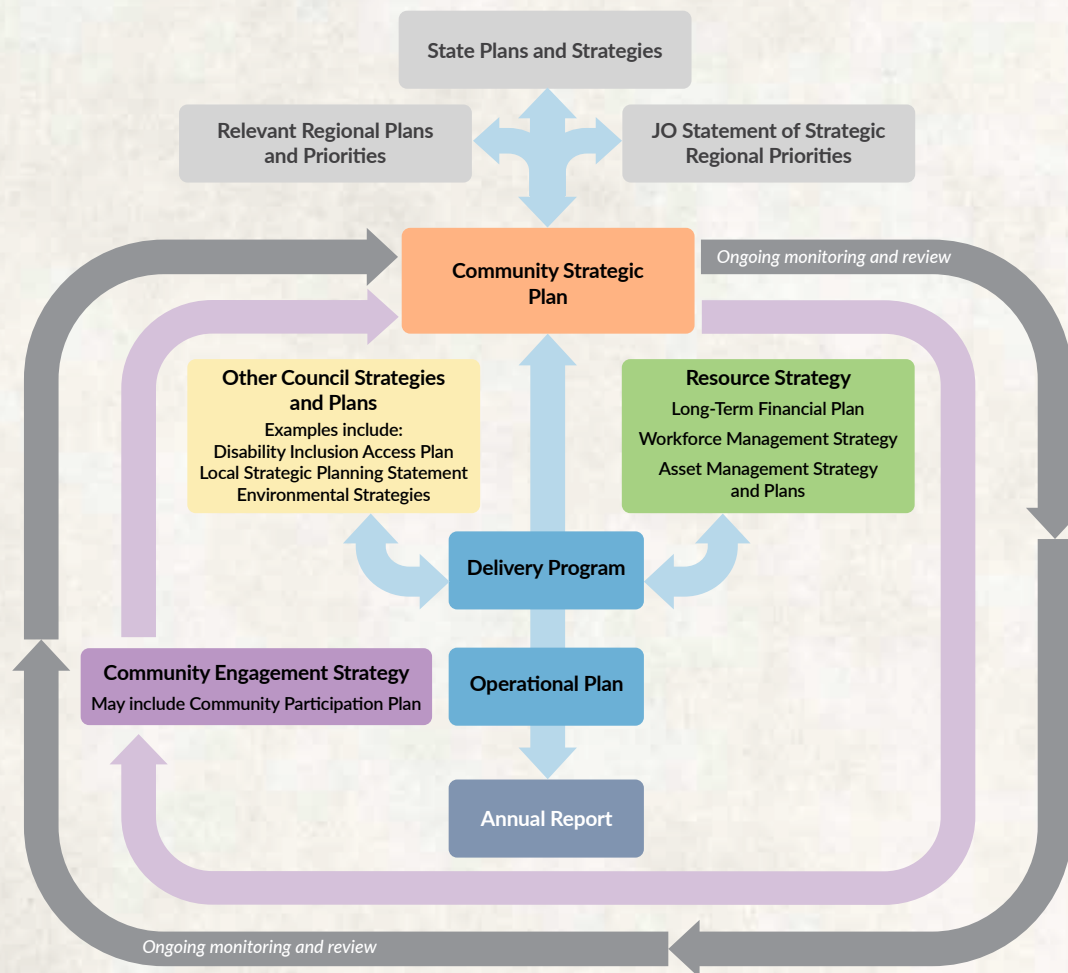 State Plans and Strategies
Relevant Regional Plans
and Priorities
JO Statement of Strategic
Regional Priorities
Community Strategic
Plan
Ongoing monitoring and review
Other Council Strategies
and Plans
Examples include:
Disability Inclusion Access Plan
Local Strategic Planning Statement
Environmental Strategies
Resource Strategy
Long-Term Financial Plan
Workforce Management Strategy
Asset Management Strategy
and Plans
Delivery Program
Community Engagement Strategy
May include Community Participation Plan
Operational Plan
Annual Report
Ongoing monitoring and review